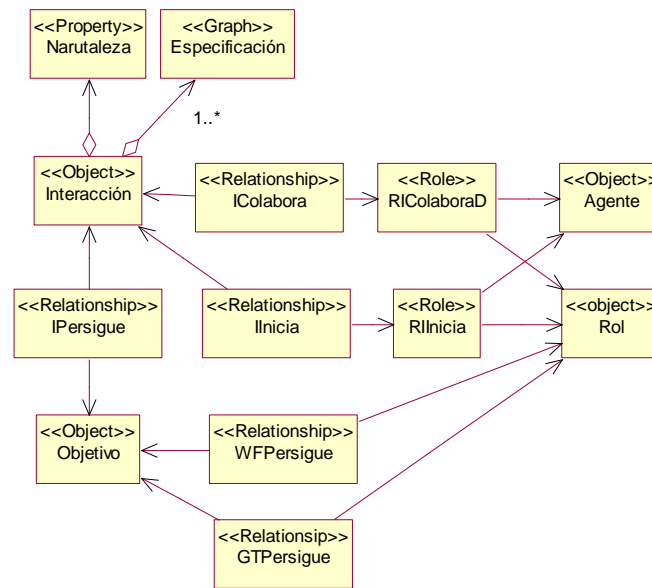 <<Property>>
Narutaleza
<<Graph>>
Especificación
1..*
<<Object>>
Interacción
<<Relationship>>
IColabora
<<Role>>
RIColaboraD
<<Object>>
Agente
<<Relationship>>
IPersigue
<<Relationship>>
IInicia
<<Role>>
RIInicia
<<object>>
Rol
<<Object>>
Objetivo
<<Relationship>>
WFPersigue
<<Relationsip>>
GTPersigue